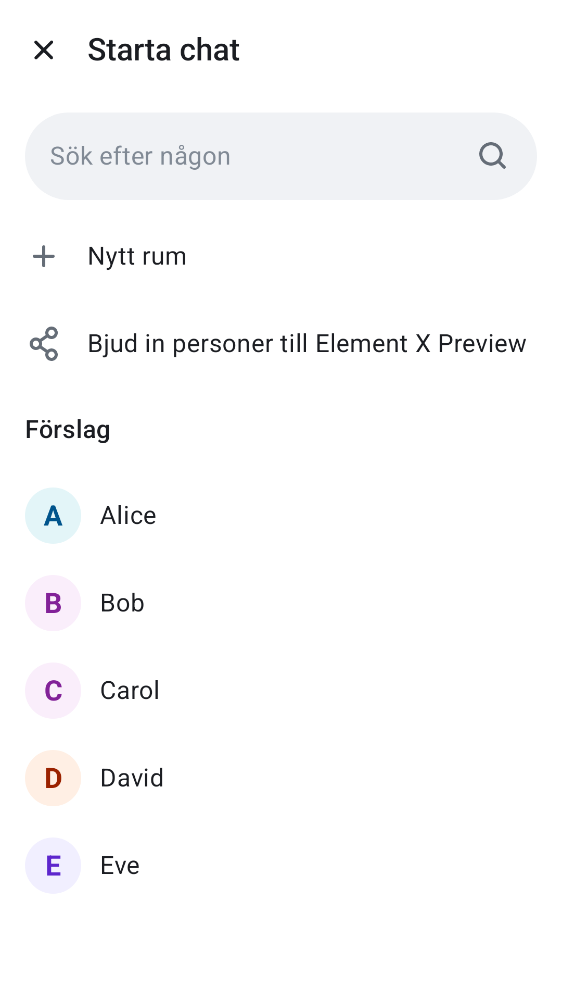 Starta chat
Sök efter någon
Nytt rum
Bjud in personer till Element X Preview
Förslag
A Alice
B Bob
C Carol
D David
E Eve